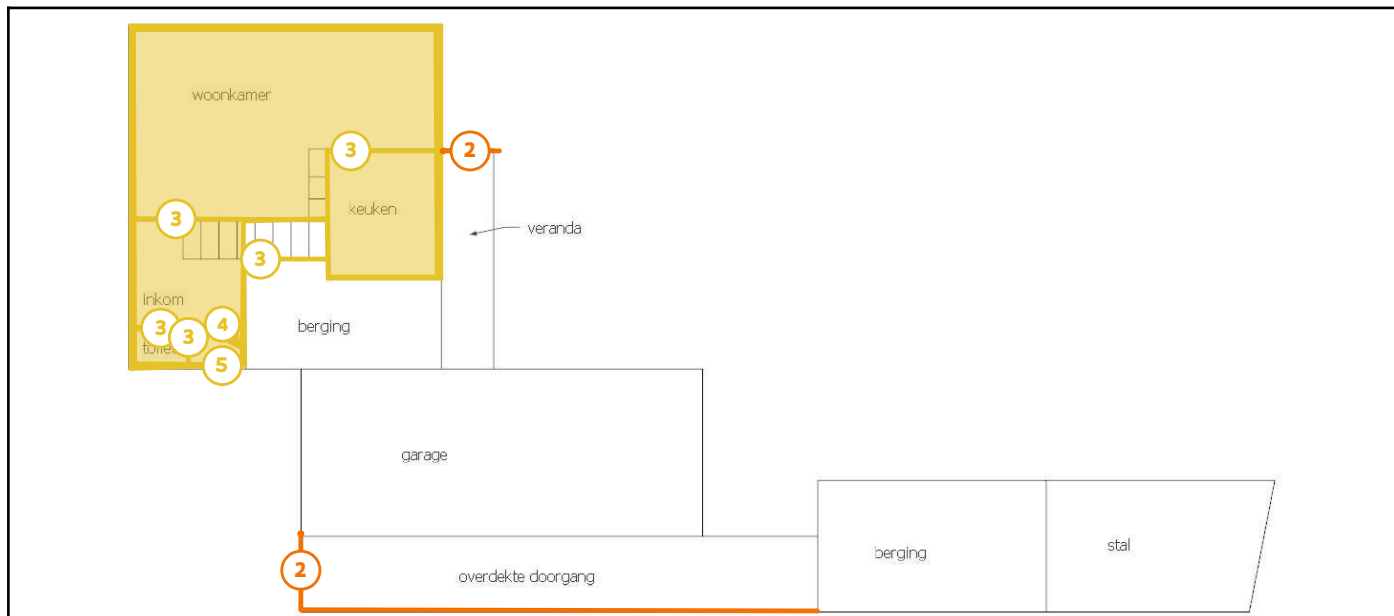 woonkamer
3
2
keuken
3
veranda
3
inkom
3
3
4
berging
5
garage
berging
stal
2
overdekte doorgang